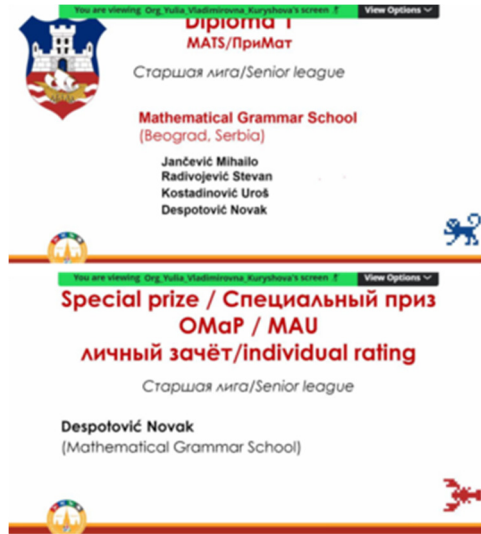 You are viewing Org_Yulia_Vladimirovna_Kuryshova's screen
View Options
Diploma 1
MATS/ПриМат
Старшая лига/Senior league
Mathematical Grammar School
(Beograd, Serbia)
Jančević Mihailo
Radivojević Stevan
Kostadinović Uroš
Despotović Novak
You are viewing Org_Yulia_Vladimirovna_Kuryshova's screen
View Options
Special prize / Специальный приз
OMaP / MAU
личный зачёт/individual rating
Старшая лига/Senior league
Despotović Novak
(Mathematical Grammar School)